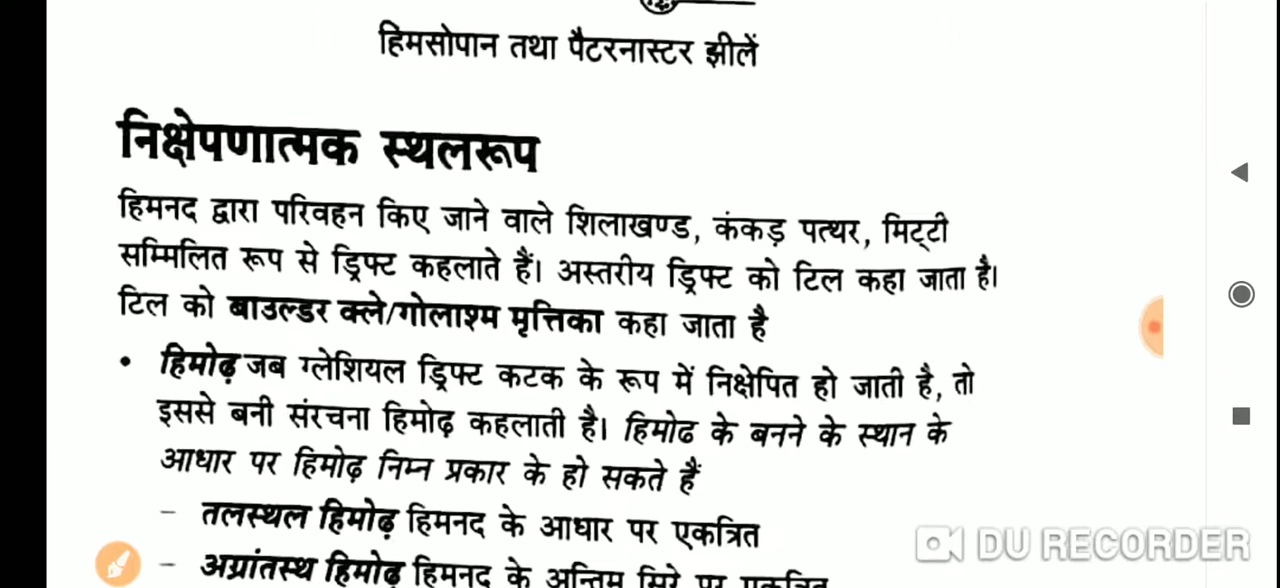 हिमसोपान तथा पैटरनास्टर झीलें
निक्षेपणात्मक स्थलरूप
हिमनद द्वारा परिवहन किए जाने वाले शिलाखण्ड, कंकड़ पत्थर, मिट्टी
सम्मिलित रूप से ड्रिफ्ट कहलाते हैं। अस्तरीय ड्रिफ्ट को टिल कहा जाता है।
टिल को बाउल्डर क्ले/गोलाश्म मृत्तिका कहा जाता है
• हिमोढ़ जब ग्लेशियल ड्रिफ्ट कटक के रूप में निक्षेपित हो जाती है, तो
इससे बनी संरचना हिमोढ़ कहलाती है। हिमोढ के बनने के स्थान के
आधार पर हिमोढ़ निम्न प्रकार के हो सकते हैं
– तलस्थल हिमोढ़ हिमनद के आधार पर एकत्रित
– अग्रांतस्थ हिमोढ़ हिमनद के अन्तिम सिरे पर एकत्रित
DU RECORDER